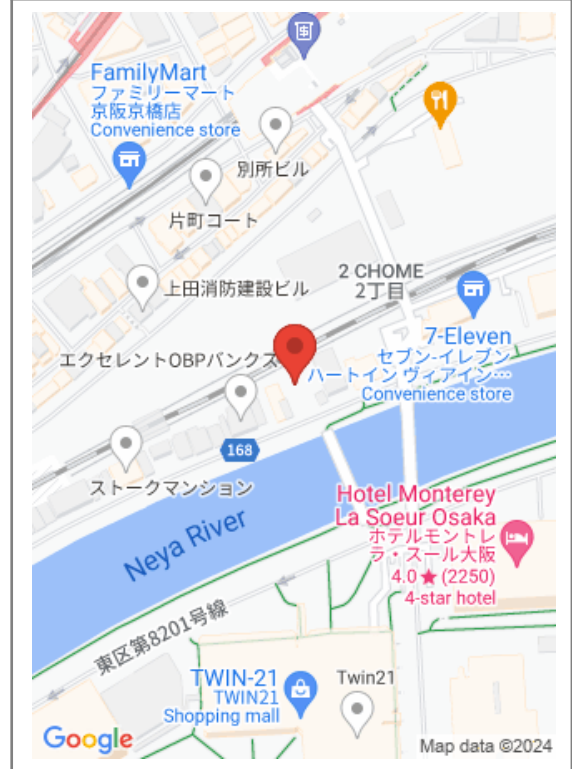 FamilyMart
ファミリーマート
京阪京橋店
Convenience store
別所ビル
片町コート
2 CHOME
2丁目
上田消防建設ビル
7-Eleven
セブン-イレブン
ハートイン ヴィアイン…
Convenience store
エクセレントOBPバンクス
168
ストークマンション
Neya River
Hotel Monterey
La Soeur Osaka
ホテルモントレ
ラ・スール大阪
4.0★(2250)
4-star hotel
東区第8201号線
TWIN-21
TWIN21
Shopping mall
Twin21
Google
Map data ©2024